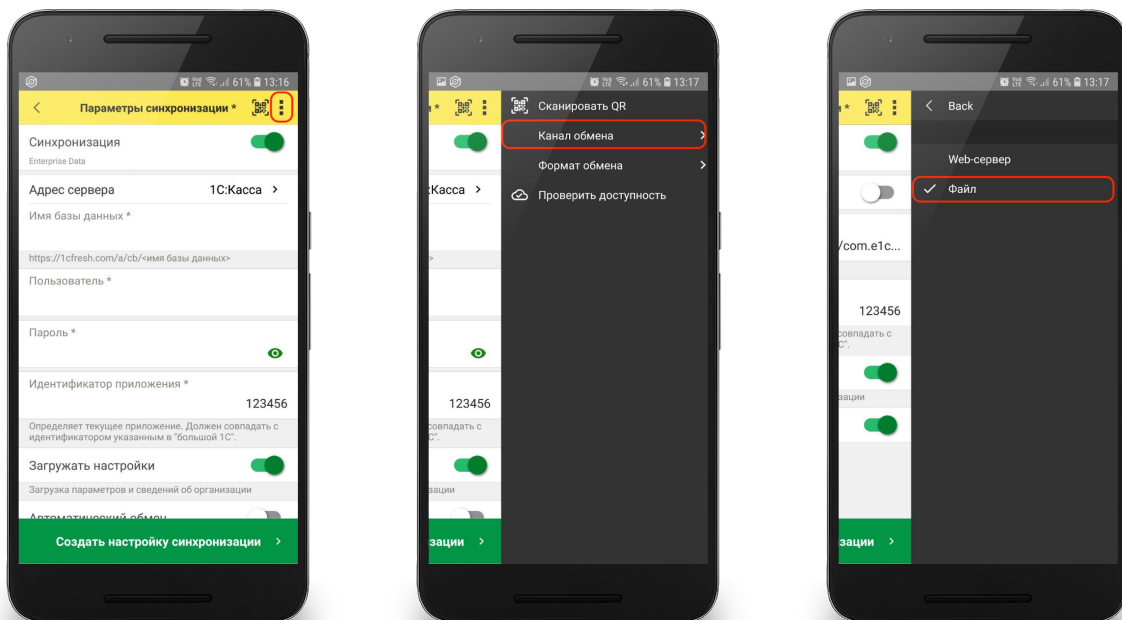 61% 13:16
Параметры синхронизации *
Синхронизация
Enterprise Data
Адрес сервера 1С:Касса >
Имя базы данных *
https://1cfresh.com/a/cb/<имя базы данных>
Пользователь *
Пароль *
Идентификатор приложения *
123456
Определяет текущее приложение. Должен совпадать с
идентификатором указанным в "большой 1С".
Загружать настройки
Загрузка параметров и сведений об организации
Автоматический обмен
Создать настройку синхронизации >
61% 13:17
*
Сканировать QR
Канал обмена >
Формат обмена >
Проверить доступность
:Касса >
>
123456
совпадать с
С".
зации
зации >
61% 13:17
*
< Back
Web-сервер
Файл
/com.e1c...
123456
совпадать с
С".
зации
зации >